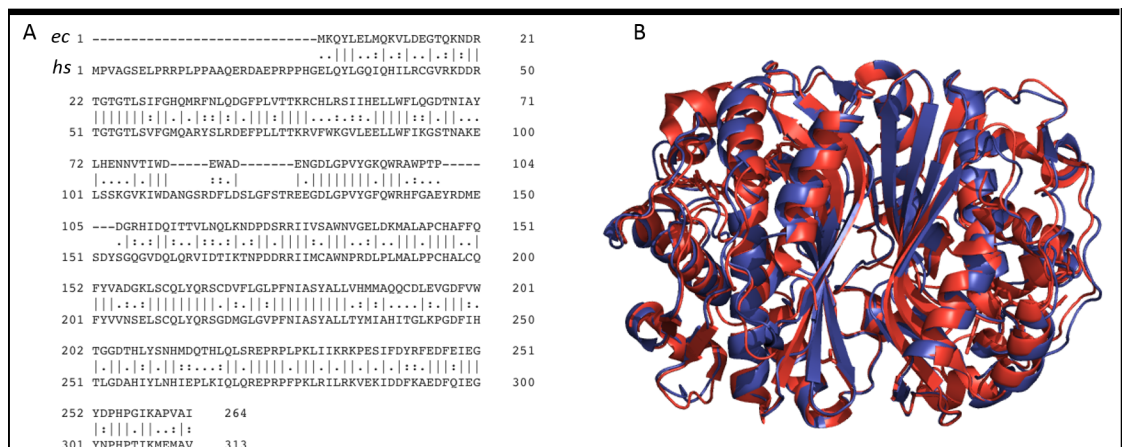 A
B
ec 1 -----------------------------MKQYLELMQKVLDEGTQKNDR 21
..|||..:|:|..|.:|.:||
hs 1 MPVAGSELPRRPLPPAAQERDAEPRPPHGELQYLGQIQHILRCGVRKDDR 50
22 TGTGTLSIFGHQMRFNLQDGFPLVTTKRCHLRSIIHELLWFLQGDTNIAY 71
|||||||:||.|.|::|:|.|||:|||||...:..:.|||||::|.||...
51 TGTGTLSVFGMQARYSLRDEFPLLTTKRVFWKGVLEELLWFIKGSTNAKE 100
72 LHENNVTIWD-----EWAD-------ENGDLGPVYGKQWRAWPTP----- 104
|....|.|||     ::.|       |.|||||||||.|||.:...
101 LSSKGVKIWDANGSRDFLDSLGFSTREEGDLGPVYGFQWRHFGAEYRDME 150
105 ---DGRHIDQITTVLNQLKNDPDSRRIIVSAWNVGELDKMALAPCHAFFQ 151
.|:.:||:..|::.:|.:||.|||||:.|||..:|..|||.||||..|
151 SDYSGQGVDQLQRVIDTIKTNPDDRRIIMCAWNPRDLPLMALPPCHALCQ 200
152 FYVADGKLSCQLYQRSCDVFLGLPFNIASYALLVHMMAQQCDLEVGDFVW 201
|||.:.:|||||||||.|:.||:||||||||||.:|:|....|:.|||:.
201 FYVVNSELSCQLYQRSGDMGLGVPFNIASYALLTYMIAHITGLKPGDFIH 250
202 TGGDTHLYSNHMDQTHLQLSREPRPLPKLIIKRKPESIFDYRFEDFEIEG 251
|.||.|:|.||::...:||.|||||.|||.|.||.|.|.|::.|||:|||
251 TLGDAHIYLNHIEPLKIQLQREPRPFPKLRILRKVEKIDDFKAEDFQIEG 300
252 YDPHPGIKAPVAI 264
|:|||.||..:|:
301 YNPHPTIKMEMAV 313